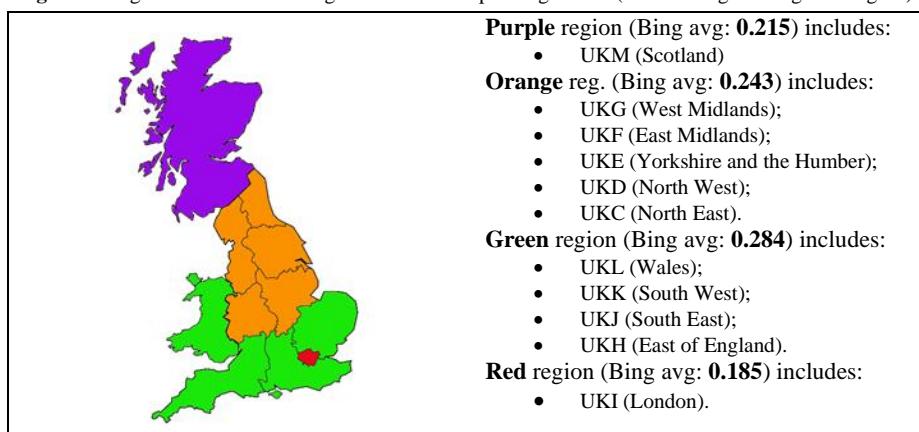 Purple region (Bing avg: 0.215) includes:
• UKM (Scotland)
Orange reg. (Bing avg: 0.243) includes:
• UKG (West Midlands);
• UKF (East Midlands);
• UKE (Yorkshire and the Humber);
• UKD (North West);
• UKC (North East).
Green region (Bing avg: 0.284) includes:
• UKL (Wales);
• UKK (South West);
• UKJ (South East);
• UKH (East of England).
Red region (Bing avg: 0.185) includes:
• UKI (London).